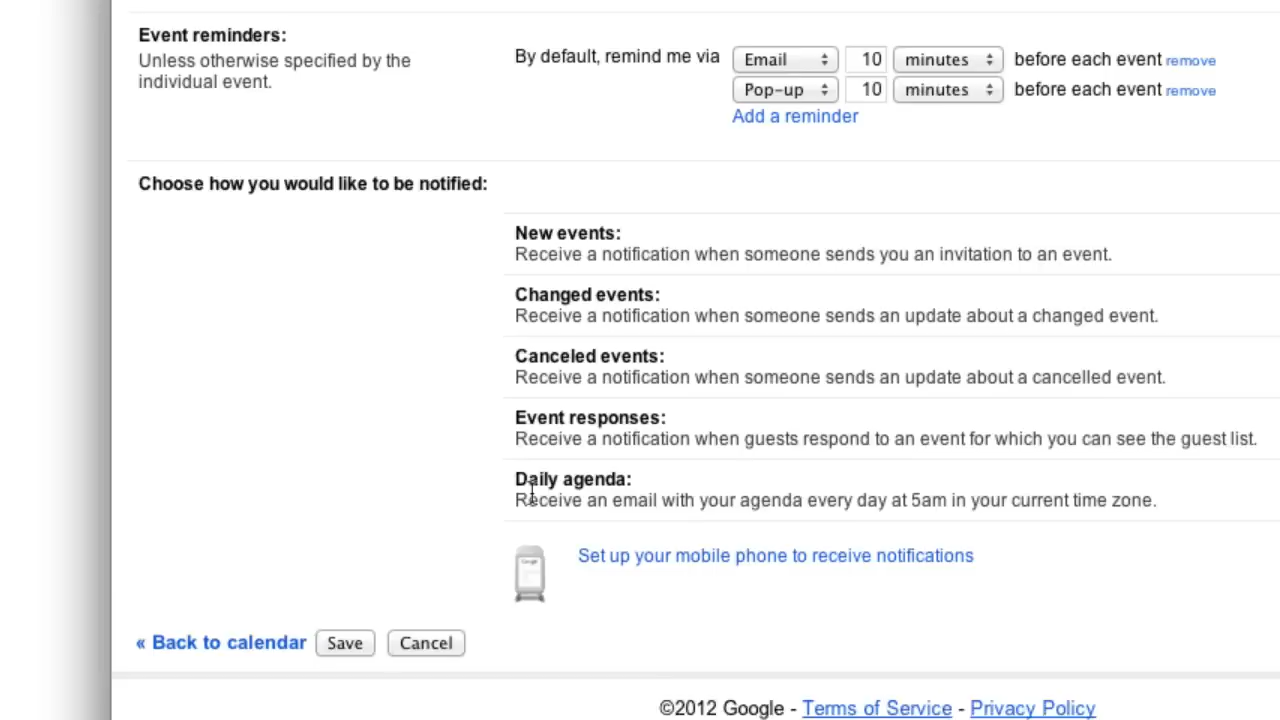 Event reminders:
Unless otherwise specified by the
individual event.
By default, remind me via Email 10 minutes before each event remove
Pop-up 10 minutes before each event remove
Add a reminder
Choose how you would like to be notified:
New events:
Receive a notification when someone sends you an invitation to an event.
Changed events:
Receive a notification when someone sends an update about a changed event.
Canceled events:
Receive a notification when someone sends an update about a cancelled event.
Event responses:
Receive a notification when guests respond to an event for which you can see the guest list.
Daily agenda:
Receive an email with your agenda every day at 5am in your current time zone.
Google
Set up your mobile phone to receive notifications
« Back to calendar Save Cancel
©2012 Google - Terms of Service - Privacy Policy